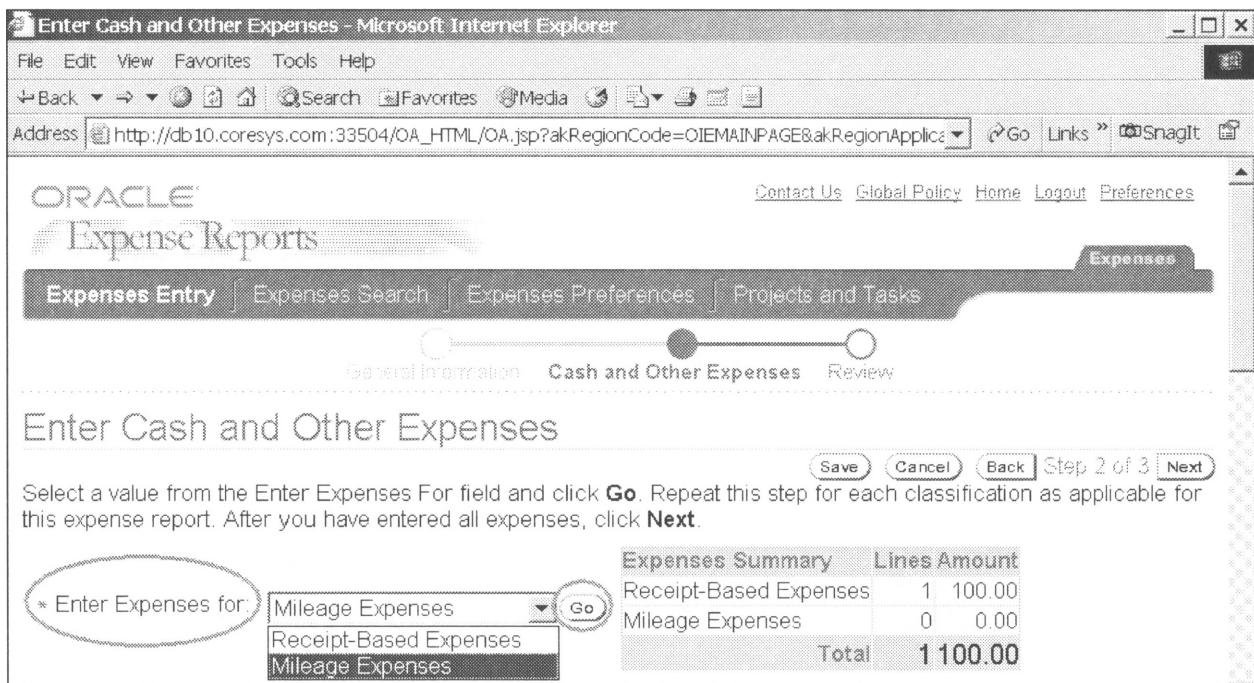 Enter Cash and Other Expenses - Microsoft Internet Explorer
File Edit View Favorites Tools Help
Back Search Favorites Media
Address http://db10.coresys.com:33504/OA_HTML/OA.jsp?akRegionCode=OIEMAINPAGE&akRegionApplica Go Links » SnagIt
ORACLE
Contact Us Global Policy Home Logout Preferences
Expense Reports
Expenses
Expenses Entry Expenses Search Expenses Preferences Projects and Tasks
General Information Cash and Other Expenses Review
Enter Cash and Other Expenses
Save Cancel Back Step 2 of 3 Next
Select a value from the Enter Expenses For field and click Go. Repeat this step for each classification as applicable for
this expense report. After you have entered all expenses, click Next.
Expenses Summary Lines Amount
Receipt-Based Expenses 1 100.00
Mileage Expenses 0 0.00
Total 1 100.00
* Enter Expenses for: Mileage Expenses Go
Receipt-Based Expenses
Mileage Expenses